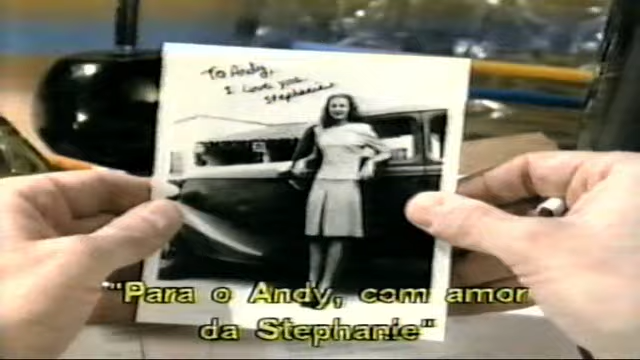 To Andy,
I love you
Stephanie
"Para o Andy, com amor
da Stephanie"